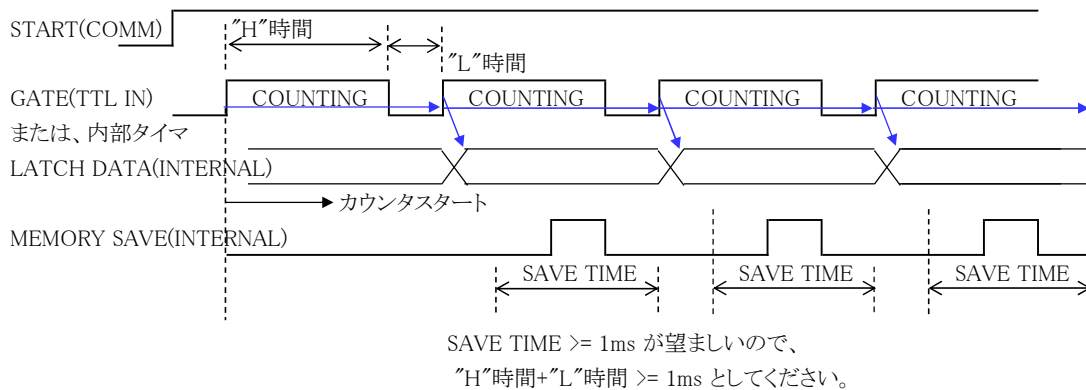 START(COMM)
"H"時間
"L"時間
GATE(TTL IN)
COUNTING
COUNTING
COUNTING
COUNTING
または、内部タイマ
LATCH DATA(INTERNAL)
カウンタスタート
MEMORY SAVE(INTERNAL)
SAVE TIME
SAVE TIME
SAVE TIME
SAVE TIME >= 1ms が望ましいので、
"H"時間+"L"時間 >= 1ms としてください。